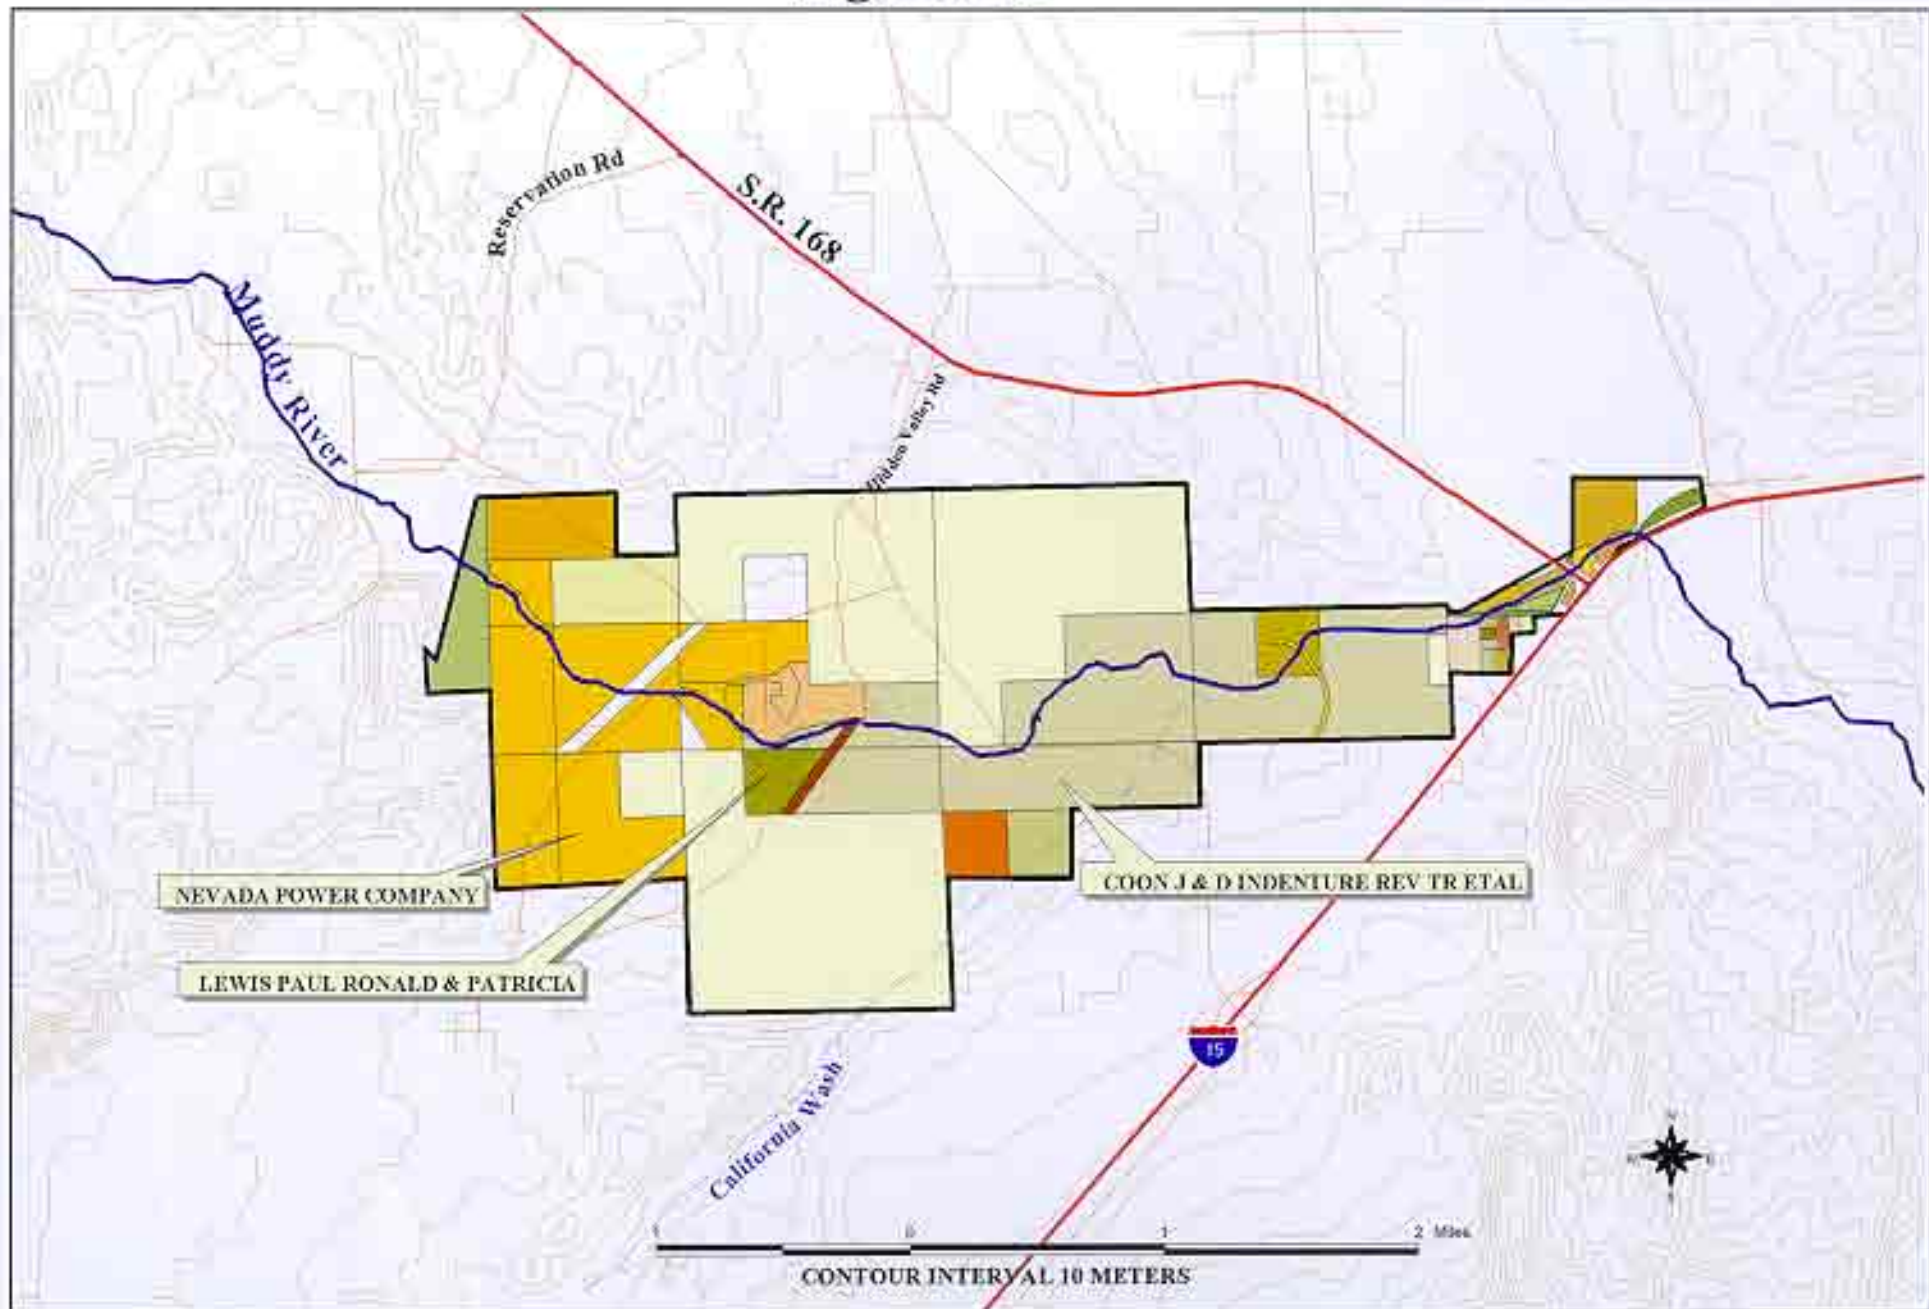 Reservation Rd
S.R. 168
Muddy River
Hidden Valley Rd
NEVADA POWER COMPANY
COON J & D INDENTURE REV TR ETAL
LEWIS PAUL RONALD & PATRICIA
15
California Wash
1 0 1 2 Miles
CONTOUR INTERVAL 10 METERS